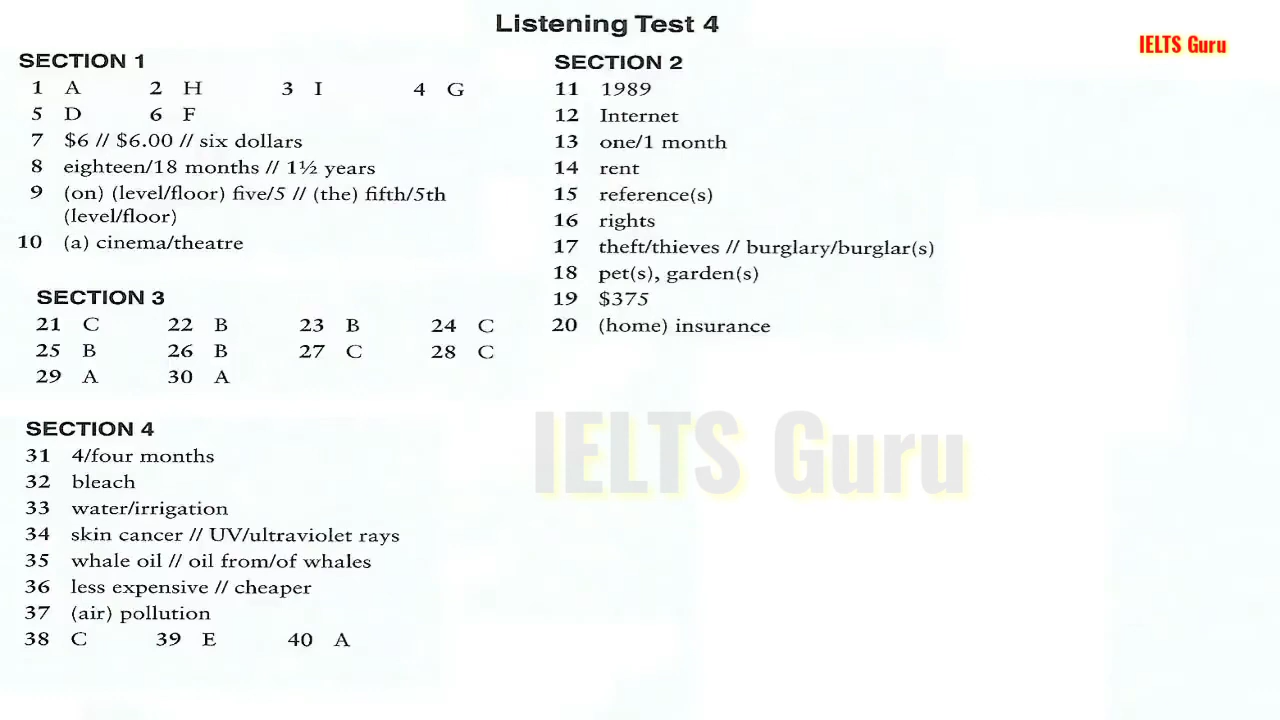 Listening Test 4
IELTS Guru
SECTION 1
1 A 2 H 3 I 4 G
5 D 6 F
7 $6 // $6.00 // six dollars
8 eighteen/18 months // 1½ years
9 (on) (level/floor) five/5 // (the) fifth/5th
(level/floor)
10 (a) cinema/theatre
SECTION 2
11 1989
12 Internet
13 one/1 month
14 rent
15 reference(s)
16 rights
17 theft/thieves // burglary/burglar(s)
18 pet(s), garden(s)
19 $375
20 (home) insurance
SECTION 3
21 C 22 B 23 B 24 C
25 B 26 B 27 C 28 C
29 A 30 A
SECTION 4
31 4/four months
32 bleach
33 water/irrigation
34 skin cancer // UV/ultraviolet rays
35 whale oil // oil from/of whales
36 less expensive // cheaper
37 (air) pollution
38 C 39 E 40 A
IELTS Guru